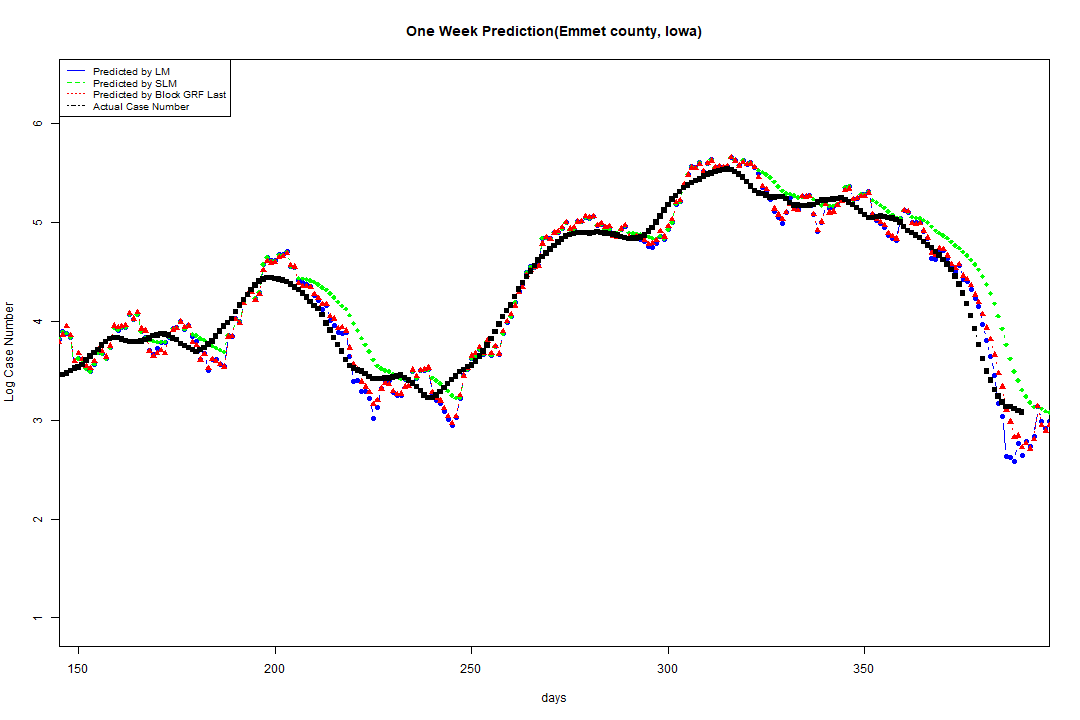 One Week Prediction(Emmet county, Iowa)
Predicted by LM
Predicted by SLM
Predicted by Block GRF Last
Actual Case Number
Log Case Number
6
5
4
3
2
1
150 200 250 300 350
days